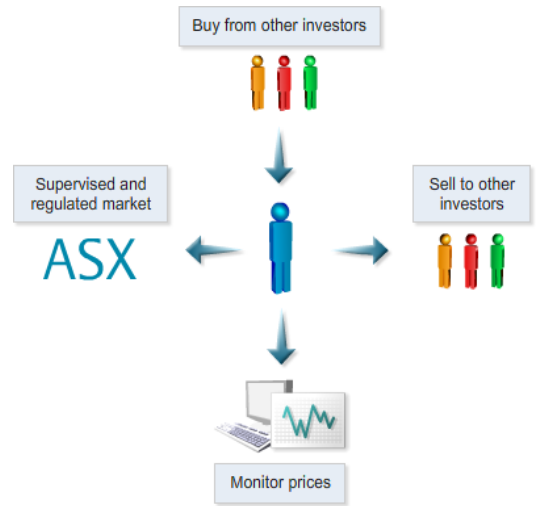 Buy from other investors
Supervised and
regulated market
ASX
Sell to other
investors
Monitor prices